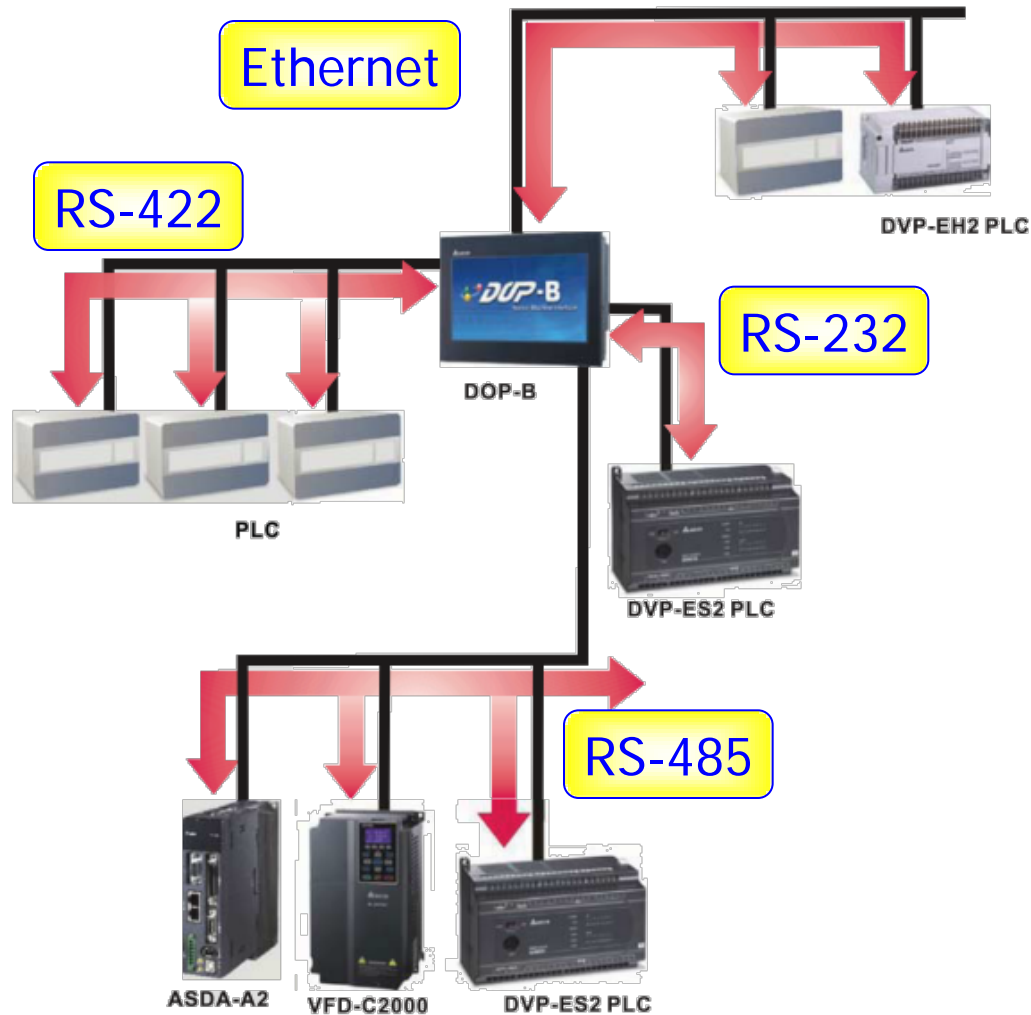 Ethernet
DVP-EH2 PLC
RS-422
DOP-B
RS-232
DOP-B
PLC
DVP-ES2 PLC
RS-485
ASDA-A2
VFD-C2000
DVP-ES2 PLC